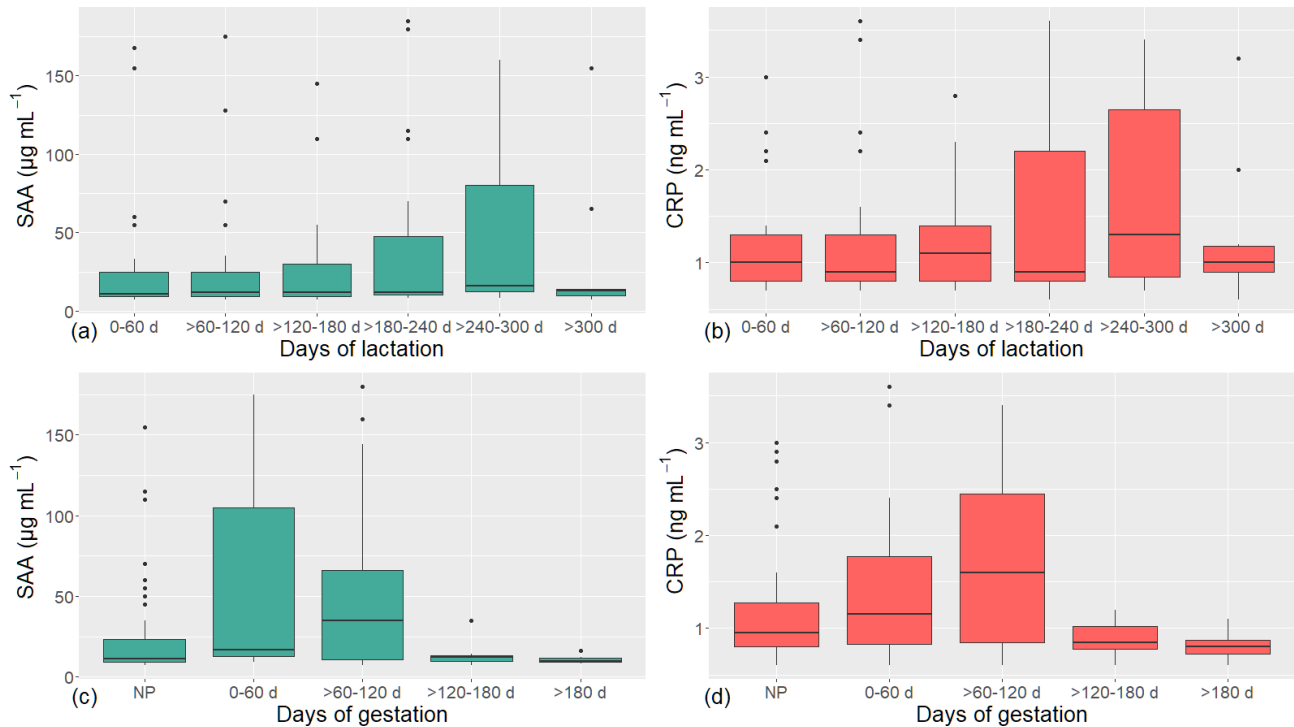 SAA (µg mL⁻¹)
150
100
50
0
(a)
0-60 d >60-120 d >120-180 d >180-240 d >240-300 d >300 d
Days of lactation
CRP (ng mL⁻¹)
3
2
1
(b)
0-60 d >60-120 d >120-180 d >180-240 d >240-300 d >300 d
Days of lactation
SAA (µg mL⁻¹)
150
100
50
0
(c)
NP 0-60 d >60-120 d >120-180 d >180 d
Days of gestation
CRP (ng mL⁻¹)
3
2
1
(d)
NP 0-60 d >60-120 d >120-180 d >180 d
Days of gestation